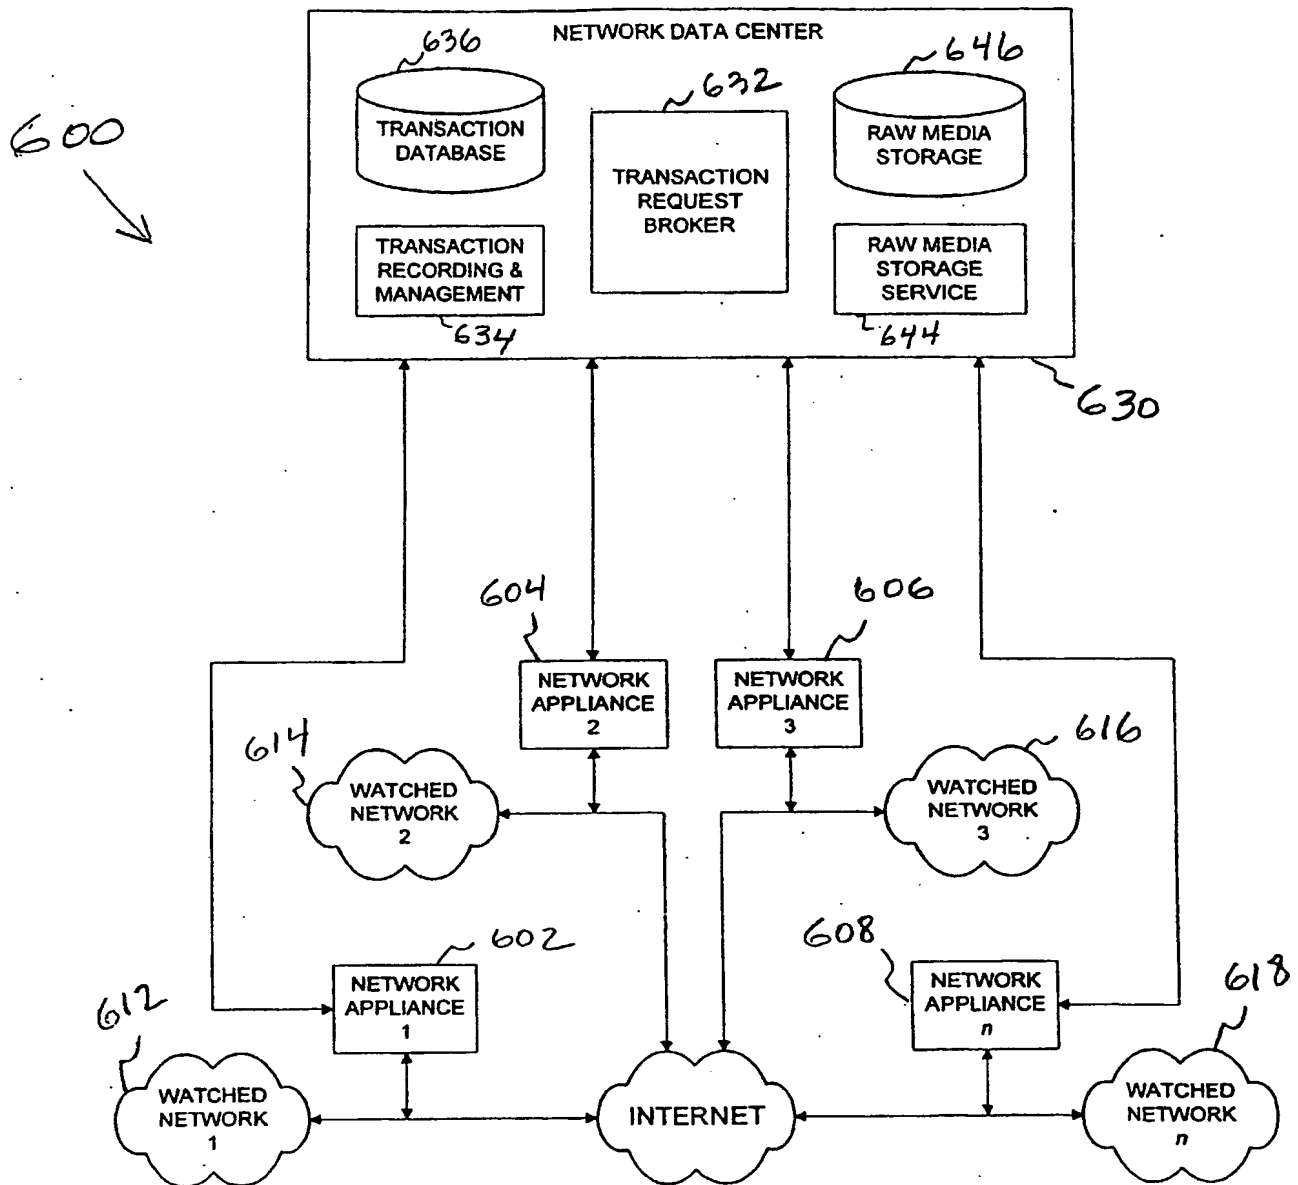 NETWORK DATA CENTER
636
646
632
600
TRANSACTION
DATABASE
RAW MEDIA
STORAGE
TRANSACTION
REQUEST
BROKER
TRANSACTION
RECORDING &
MANAGEMENT
RAW MEDIA
STORAGE
SERVICE
634
644
630
604
606
NETWORK
APPLIANCE
2
NETWORK
APPLIANCE
3
614
616
WATCHED
NETWORK
2
WATCHED
NETWORK
3
602
608
618
612
NETWORK
APPLIANCE
1
NETWORK
APPLIANCE
n
WATCHED
NETWORK
1
INTERNET
WATCHED
NETWORK
n